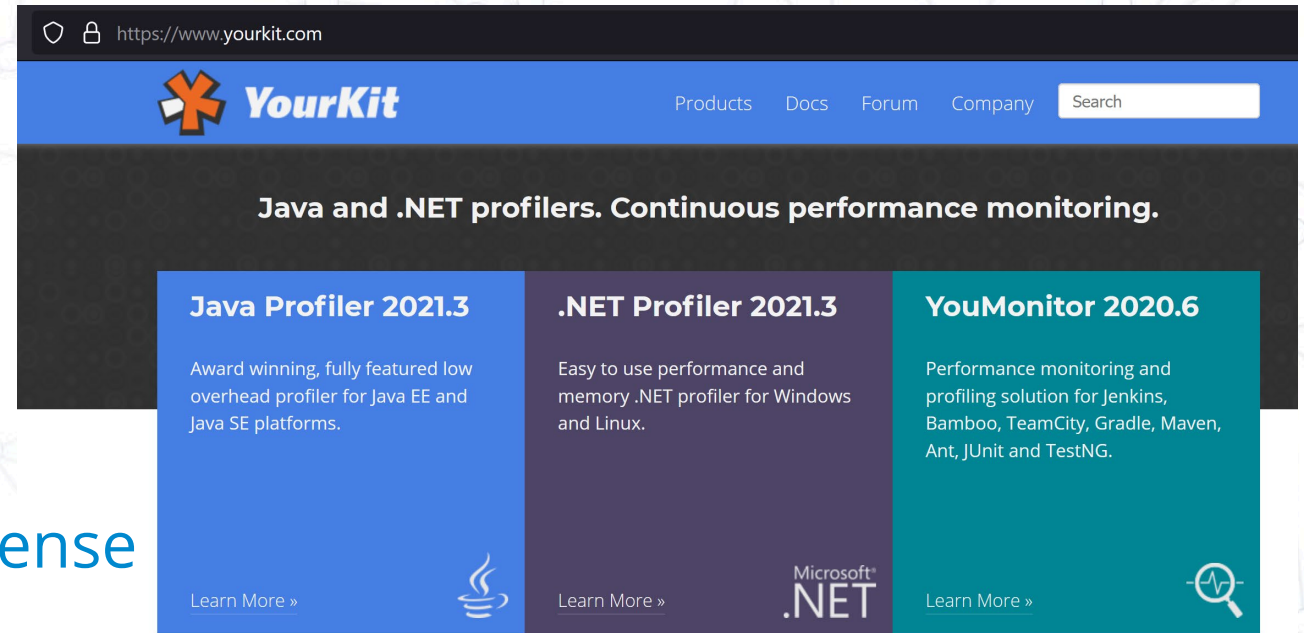 https://www.yourkit.com
YourKit
Products Docs Forum Company Search
Java and .NET profilers. Continuous performance monitoring.
Java Profiler 2021.3
Award winning, fully featured low
overhead profiler for Java EE and
Java SE platforms.
Learn More »
.NET Profiler 2021.3
Easy to use performance and
memory .NET profiler for Windows
and Linux.
Learn More »
Microsoft®
.NET
YouMonitor 2020.6
Performance monitoring and
profiling solution for Jenkins,
Bamboo, TeamCity, Gradle, Maven,
Ant, JUnit and TestNG.
Learn More »
ense